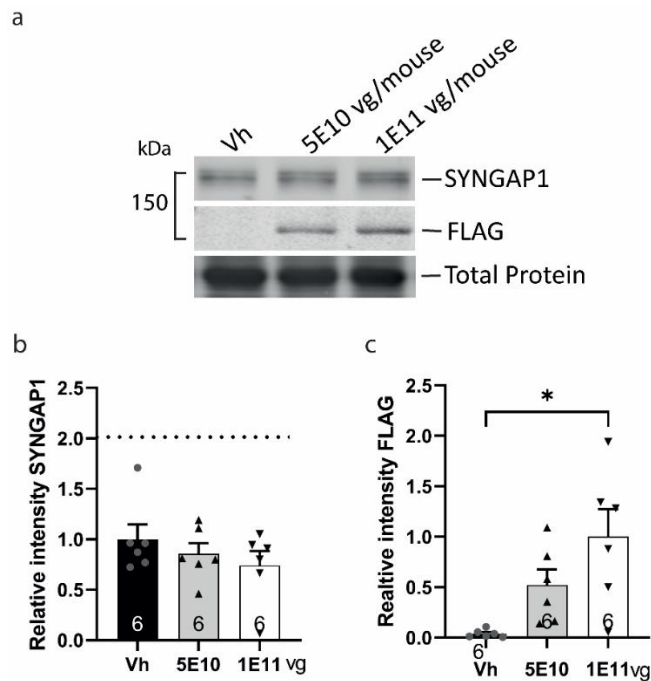 a
Vh
5E10 vg/mouse
1E11 vg/mouse
kDa
150
SYNGAP1
FLAG
Total Protein
b
Relative intensity SYNGAP1
2.5
2.0
1.5
1.0
0.5
0.0
6
6
6
Vh
5E10
1E11 vg
c
Realtive intensity FLAG
2.5
2.0
1.5
1.0
0.5
0.0
*
6
6
6
Vh
5E10
1E11 vg